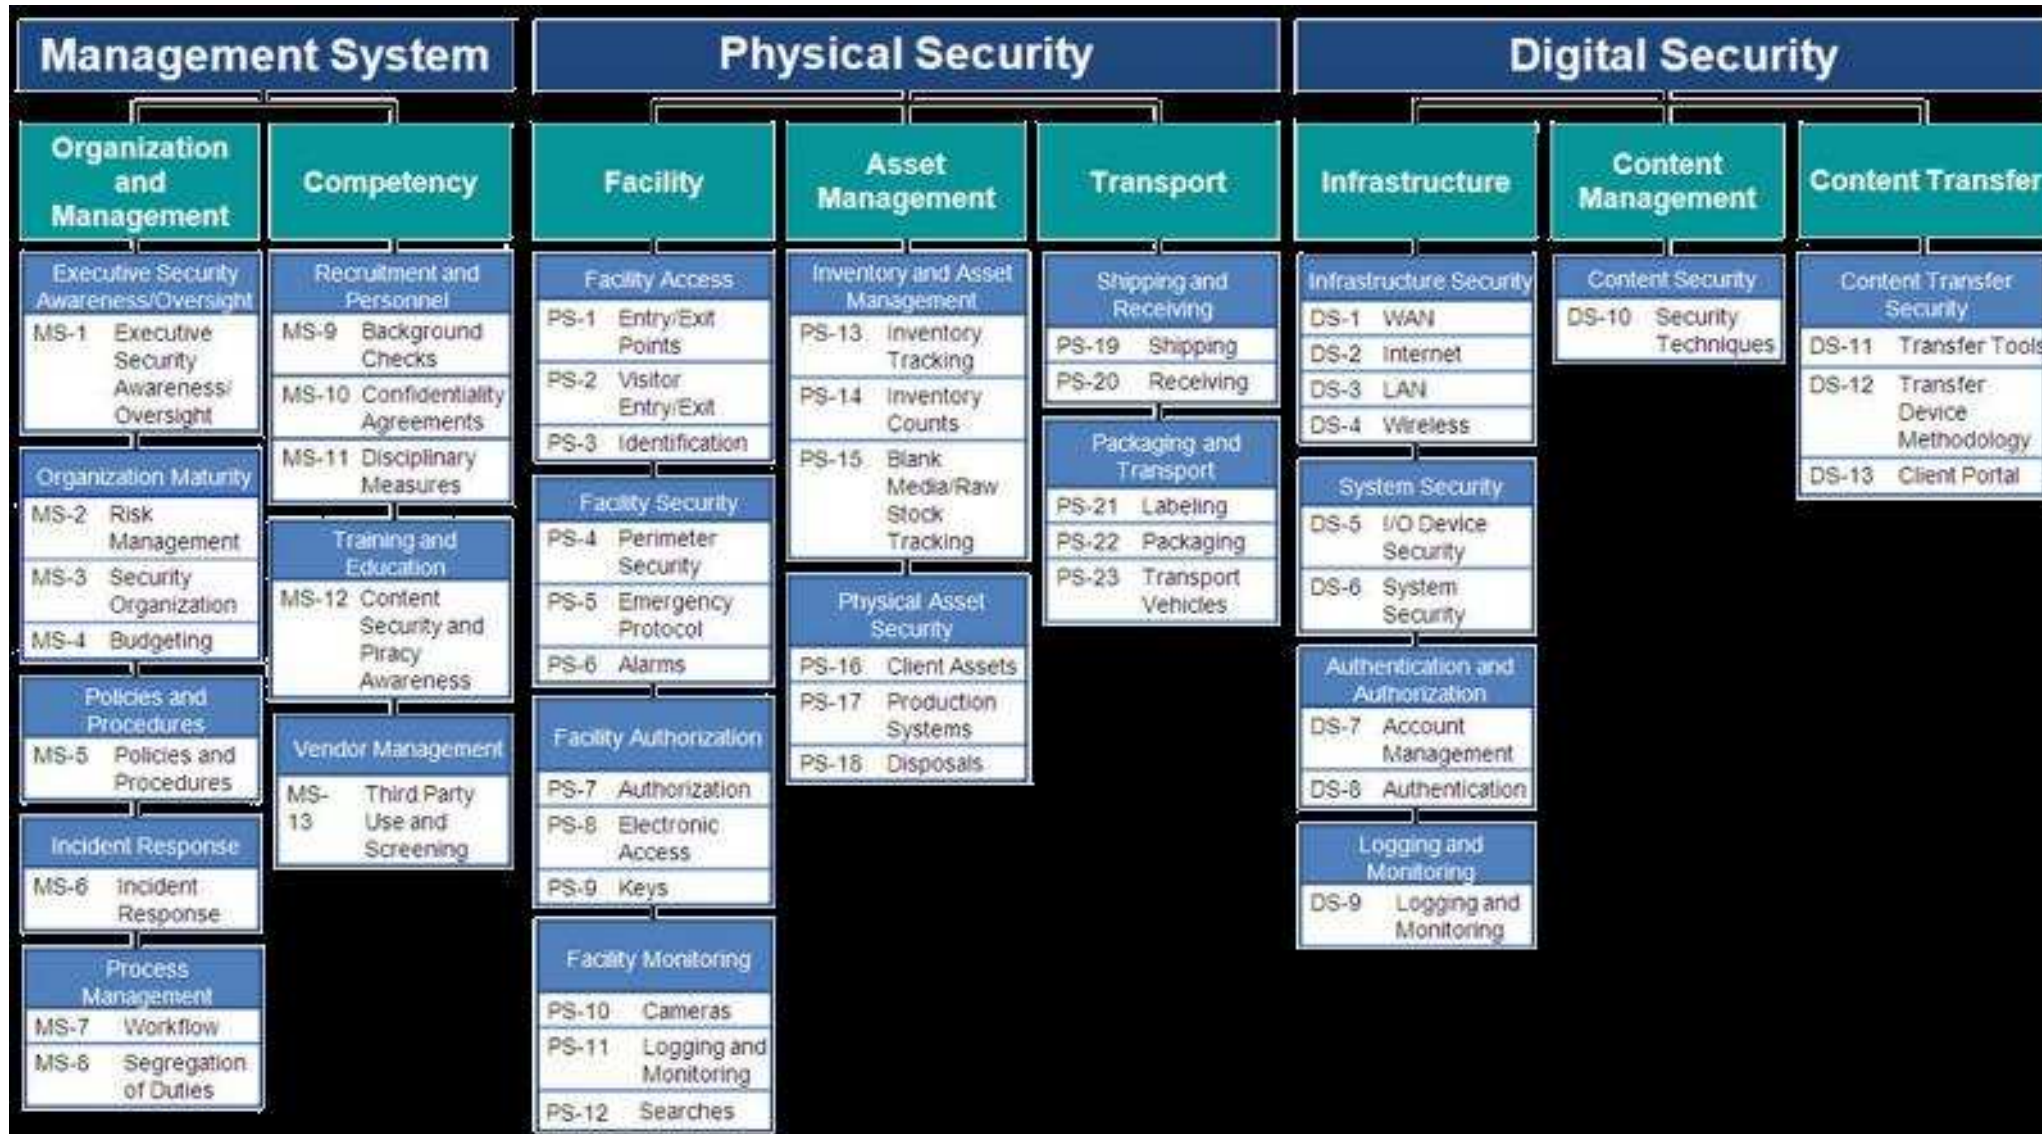 Management System
Organization
and
Management
Executive Security
Awareness/Oversight
MS-1 Executive
Security
Awareness/
Oversight
Organization Maturity
MS-2 Risk
Management
MS-3 Security
Organization
MS-4 Budgeting
Policies and
Procedures
MS-5 Policies and
Procedures
Incident Response
MS-6 Incident
Response
Process
Management
MS-7 Workflow
MS-8 Segregation
of Duties
Competency
Recruitment and
Personnel
MS-9 Background
Checks
MS-10 Confidentiality
Agreements
MS-11 Disciplinary
Measures
Training and
Education
MS-12 Content
Security and
Piracy
Awareness
Vendor Management
MS- Third Party
13 Use and
Screening
Physical Security
Facility
Facility Access
PS-1 Entry/Exit
Points
PS-2 Visitor
Entry/Exit
PS-3 Identification
Facility Security
PS-4 Perimeter
Security
PS-5 Emergency
Protocol
PS-6 Alarms
Facility Authorization
PS-7 Authorization
PS-8 Electronic
Access
PS-9 Keys
Facility Monitoring
PS-10 Cameras
PS-11 Logging and
Monitoring
PS-12 Searches
Asset
Management
Inventory and Asset
Management
PS-13 Inventory
Tracking
PS-14 Inventory
Counts
PS-15 Blank
Media/Raw
Stock
Tracking
Physical Asset
Security
PS-16 Client Assets
PS-17 Production
Systems
PS-18 Disposals
Transport
Shipping and
Receiving
PS-19 Shipping
PS-20 Receiving
Packaging and
Transport
PS-21 Labeling
PS-22 Packaging
PS-23 Transport
Vehicles
Digital Security
Infrastructure
Infrastructure Security
DS-1 WAN
DS-2 Internet
DS-3 LAN
DS-4 Wireless
System Security
DS-5 I/O Device
Security
DS-6 System
Security
Authentication and
Authorization
DS-7 Account
Management
DS-8 Authentication
Logging and
Monitoring
DS-9 Logging and
Monitoring
Content
Management
Content Security
DS-10 Security
Techniques
Content Transfer
Content Transfer
Security
DS-11 Transfer Tools
DS-12 Transfer
Device
Methodology
DS-13 Client Portal